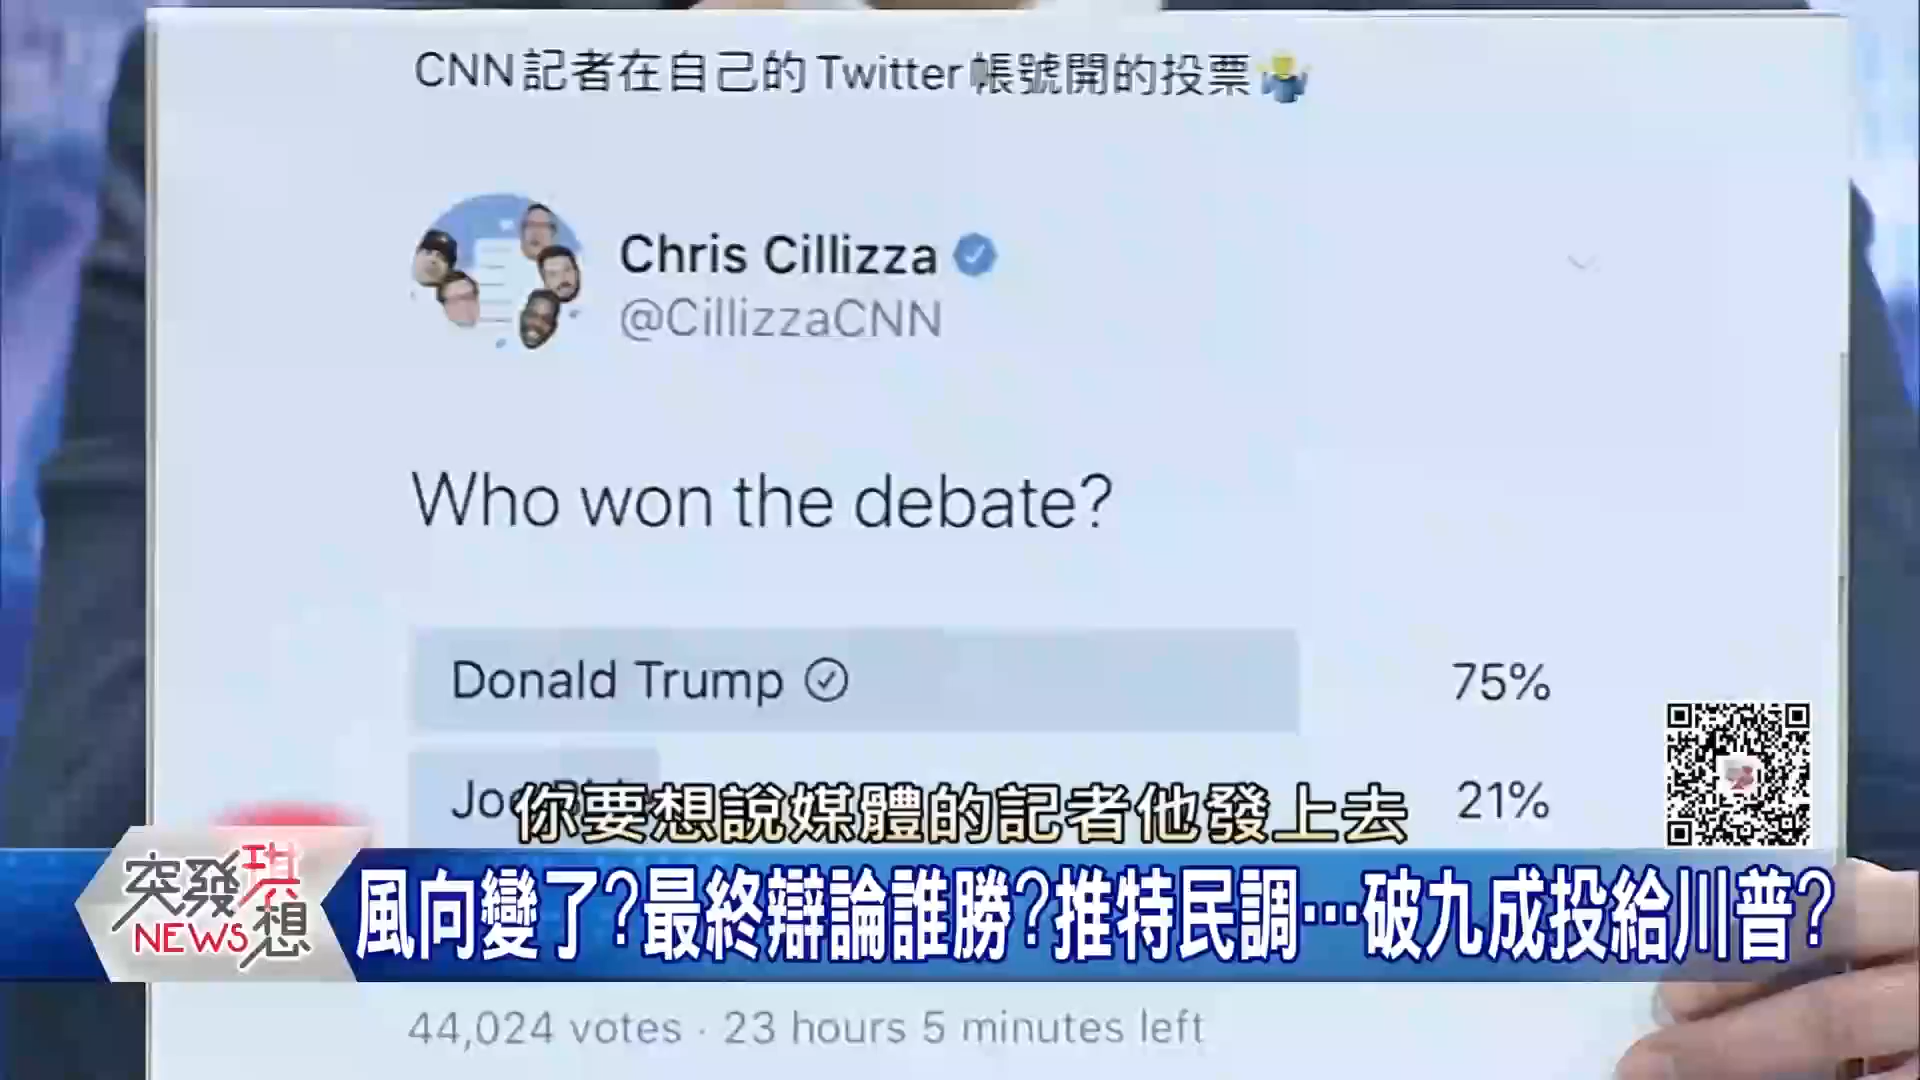 CNN記者在自己的Twitter帳號開的投票
Chris Cillizza
@CillizzaCNN
Who won the debate?
Donald Trump 75%
21%
你要想說媒體的記者他發上去
突發琪想
NEWS
風向變了?最終辯論誰勝?推特民調…破九成投給川普?
44,024 votes · 23 hours 5 minutes left